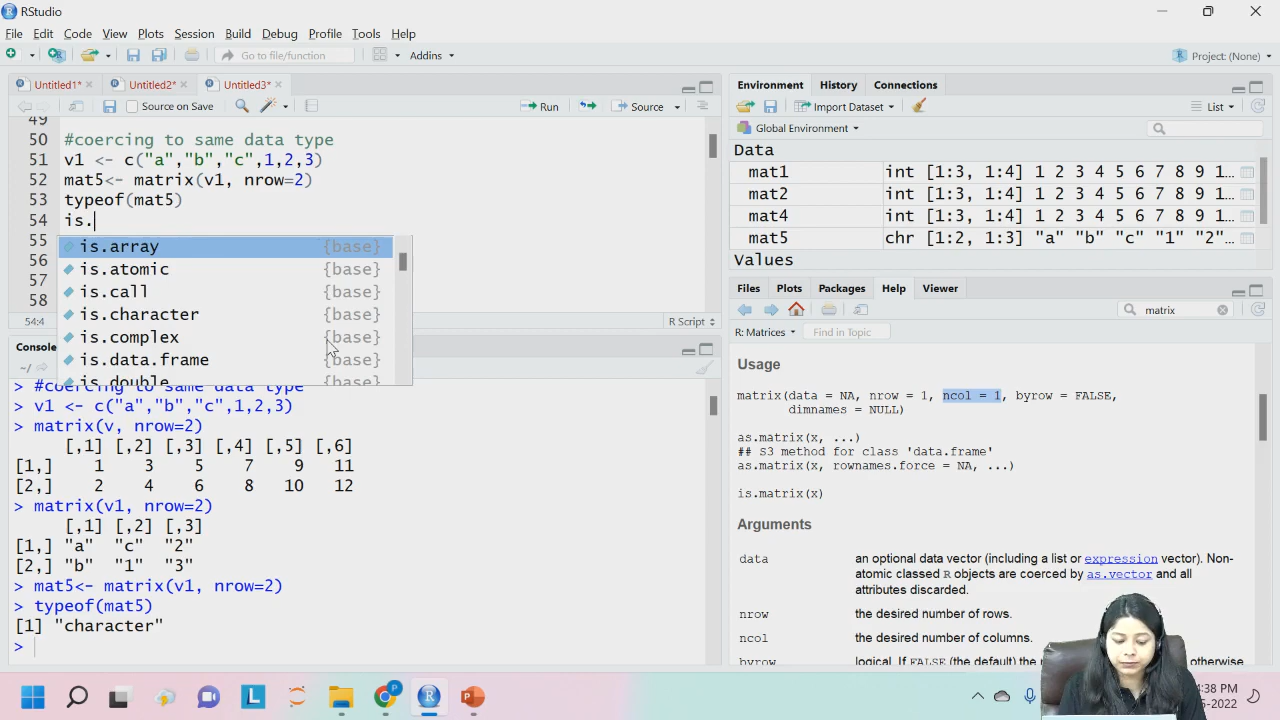 RStudio
File Edit Code View Plots Session Build Debug Profile Tools Help
Go to file/function
Addins
Project: (None)
Untitled1*
Untitled2*
Untitled3*
Source on Save
Run
Source
49
50 #coercing to same data type
51 v1 <- c("a","b","c",1,2,3)
52 mat5<- matrix(v1, nrow=2)
53 typeof(mat5)
54 is.
55
56
57
58
is.array {base}
is.atomic {base}
is.call {base}
is.character {base}
is.complex {base}
is.data.frame {base}
is.double {base}
54:4
R Script
Console
~/
> #coercing to same data type
> v1 <- c("a","b","c",1,2,3)
> matrix(v, nrow=2)
[,1] [,2] [,3] [,4] [,5] [,6]
[1,] 1 3 5 7 9 11
[2,] 2 4 6 8 10 12
> matrix(v1, nrow=2)
[,1] [,2] [,3]
[1,] "a" "c" "2"
[2,] "b" "1" "3"
> mat5<- matrix(v1, nrow=2)
> typeof(mat5)
[1] "character"
>
Environment History Connections
Import Dataset
List
Global Environment
Data
mat1 int [1:3, 1:4] 1 2 3 4 5 6 7 8 9 1…
mat2 int [1:3, 1:4] 1 2 3 4 5 6 7 8 9 1…
mat4 int [1:3, 1:4] 1 2 3 4 5 6 7 8 9 1…
mat5 chr [1:2, 1:3] "a" "b" "c" "1" "2"…
Values
Files Plots Packages Help Viewer
matrix
R: Matrices
Find in Topic
Usage
matrix(data = NA, nrow = 1, ncol = 1, byrow = FALSE,
dimnames = NULL)
as.matrix(x, ...)
## S3 method for class 'data.frame'
as.matrix(x, rownames.force = NA, ...)
is.matrix(x)
Arguments
data an optional data vector (including a list or expression vector). Non-
atomic classed R objects are coerced by as.vector and all
attributes discarded.
nrow the desired number of rows.
ncol the desired number of columns.
byrow logical. If FALSE (the default) the otherwise
L
P
R
P
:38 PM
-2022